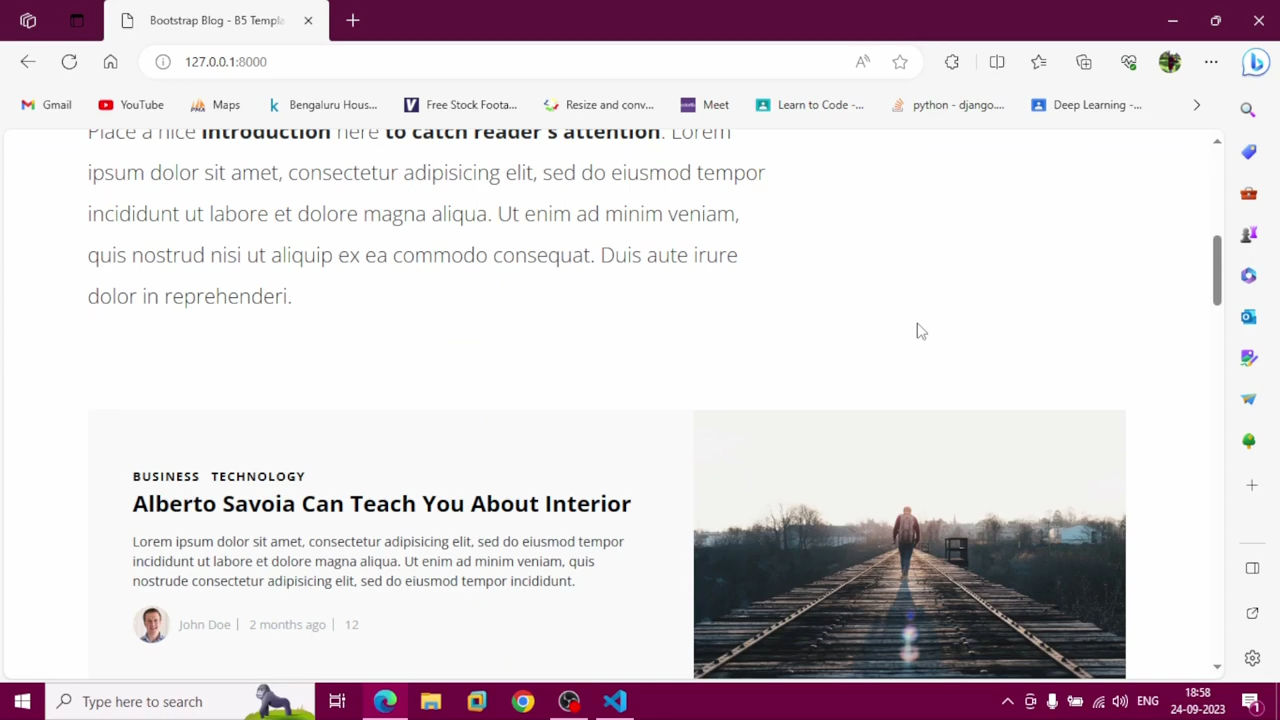 Bootstrap Blog - B5 Templa
127.0.0.1:8000
Gmail
YouTube
Maps
Bengaluru Hous...
Free Stock Foota...
Resize and conv...
Meet
Learn to Code -...
python - django....
Deep Learning -...
Place a nice introduction here to catch reader's attention. Lorem
ipsum dolor sit amet, consectetur adipisicing elit, sed do eiusmod tempor
incididunt ut labore et dolore magna aliqua. Ut enim ad minim veniam,
quis nostrud nisi ut aliquip ex ea commodo consequat. Duis aute irure
dolor in reprehenderi.
BUSINESS TECHNOLOGY
Alberto Savoia Can Teach You About Interior
Lorem ipsum dolor sit amet, consectetur adipisicing elit, sed do eiusmod tempor
incididunt ut labore et dolore magna aliqua. Ut enim ad minim veniam, quis
nostrude consectetur adipisicing elit, sed do eiusmod tempor incididunt.
John Doe | 2 months ago | 12
Type here to search
ENG
18:58
24-09-2023
1